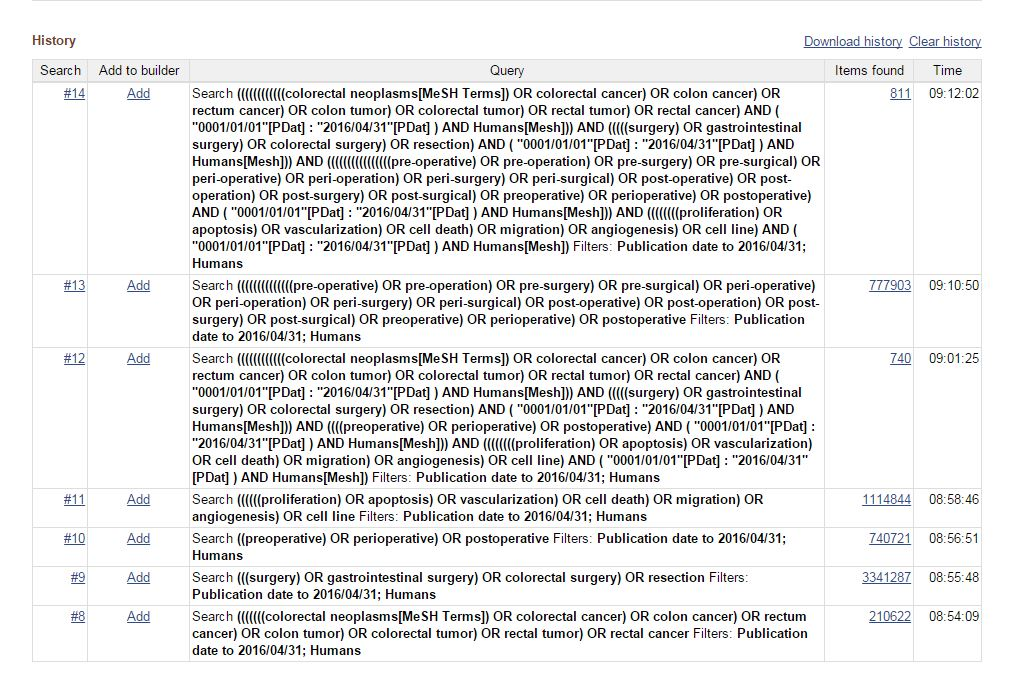 History
Download history Clear history
Search Add to builder Query Items found Time
#14 Add Search ((((((((((((colorectal neoplasms[MeSH Terms]) OR colorectal cancer) OR colon cancer) OR 811 09:12:02
rectum cancer) OR colon tumor) OR colorectal tumor) OR rectal tumor) OR rectal cancer) AND (
"0001/01/01"[PDat] : "2016/04/31"[PDat] ) AND Humans[Mesh])) AND (((((surgery) OR gastrointestinal
surgery) OR colorectal surgery) OR resection) AND ( "0001/01/01"[PDat] : "2016/04/31"[PDat] ) AND
Humans[Mesh])) AND ((((((((((((((((pre-operative) OR pre-operation) OR pre-surgery) OR pre-surgical) OR
peri-operative) OR peri-operation) OR peri-surgery) OR peri-surgical) OR post-operative) OR post-
operation) OR post-surgery) OR post-surgical) OR preoperative) OR perioperative) OR postoperative)
AND ( "0001/01/01"[PDat] : "2016/04/31"[PDat] ) AND Humans[Mesh])) AND ((((((((proliferation) OR
apoptosis) OR vascularization) OR cell death) OR migration) OR angiogenesis) OR cell line) AND (
"0001/01/01"[PDat] : "2016/04/31"[PDat] ) AND Humans[Mesh]) Filters: Publication date to 2016/04/31;
Humans
#13 Add Search ((((((((((((((pre-operative) OR pre-operation) OR pre-surgery) OR pre-surgical) OR peri-operative) 777903 09:10:50
OR peri-operation) OR peri-surgery) OR peri-surgical) OR post-operative) OR post-operation) OR post-
surgery) OR post-surgical) OR preoperative) OR perioperative) OR postoperative Filters: Publication
date to 2016/04/31; Humans
#12 Add Search ((((((((((((colorectal neoplasms[MeSH Terms]) OR colorectal cancer) OR colon cancer) OR 740 09:01:25
rectum cancer) OR colon tumor) OR colorectal tumor) OR rectal tumor) OR rectal cancer) AND (
"0001/01/01"[PDat] : "2016/04/31"[PDat] ) AND Humans[Mesh])) AND (((((surgery) OR gastrointestinal
surgery) OR colorectal surgery) OR resection) AND ( "0001/01/01"[PDat] : "2016/04/31"[PDat] ) AND
Humans[Mesh])) AND ((((preoperative) OR perioperative) OR postoperative) AND ( "0001/01/01"[PDat] :
"2016/04/31"[PDat] ) AND Humans[Mesh])) AND ((((((((proliferation) OR apoptosis) OR vascularization)
OR cell death) OR migration) OR angiogenesis) OR cell line) AND ( "0001/01/01"[PDat] : "2016/04/31"
[PDat] ) AND Humans[Mesh]) Filters: Publication date to 2016/04/31; Humans
#11 Add Search ((((((proliferation) OR apoptosis) OR vascularization) OR cell death) OR migration) OR 1114844 08:58:46
angiogenesis) OR cell line Filters: Publication date to 2016/04/31; Humans
#10 Add Search ((preoperative) OR perioperative) OR postoperative Filters: Publication date to 2016/04/31; 740721 08:56:51
Humans
#9 Add Search (((surgery) OR gastrointestinal surgery) OR colorectal surgery) OR resection Filters: 3341287 08:55:48
Publication date to 2016/04/31; Humans
#8 Add Search (((((((colorectal neoplasms[MeSH Terms]) OR colorectal cancer) OR colon cancer) OR rectum 210622 08:54:09
cancer) OR colon tumor) OR colorectal tumor) OR rectal tumor) OR rectal cancer Filters: Publication
date to 2016/04/31; Humans